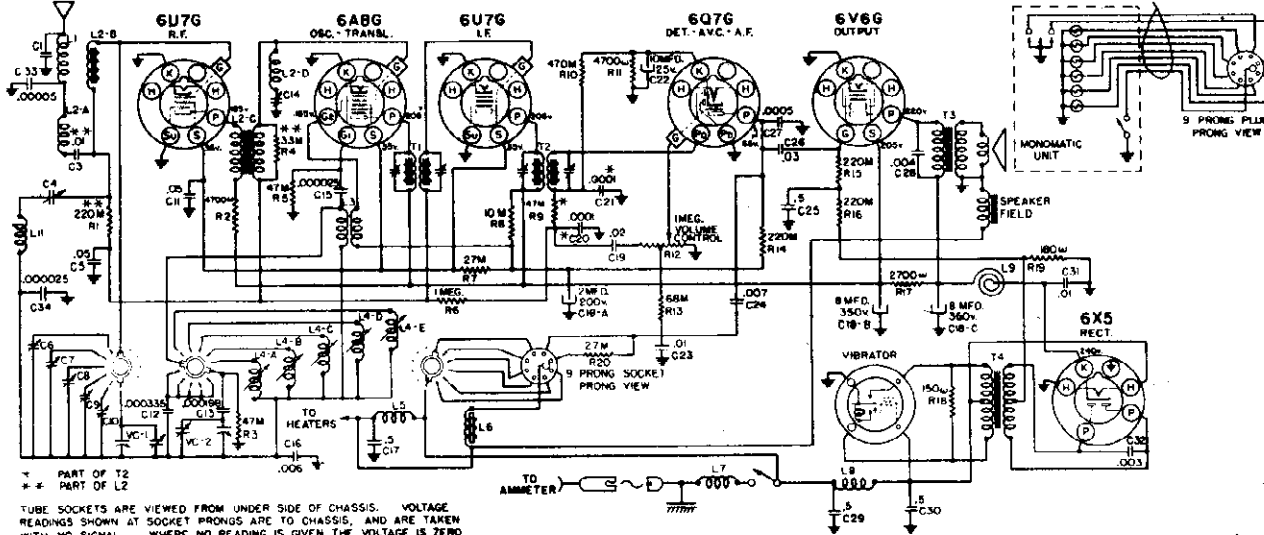 6U7G
R.F.
6A8G
OSC. - TRANSL.
6U7G
I.F.
6Q7G
DET.-A.V.C.-A.F.
6V6G
OUTPUT
C1
L1
L2-B
C33
.00005
L2-A
**
.01
C3
C4
**
220M
R1
L11
.05
C5
.000025
C34
K
H
H
G
P
Su
S
.05
C11
4700M
R2
L2-C
L2-D
C14
**
33M
R4
47M
R5
.000025
C15
L3
K
H
H
G
P
G1
S
T1
K
H
H
G
P
Su
S
T2
10M
R8
47M
R9
*
.0001
C21
.0001
C20
*
.02
C19
27M
R7
1MEG.
R6
470M
R10
4700ω
R11
10MFD.
25V.
C22
K
H
H
P
G
1MEG.
VOLUME
CONTROL
R12
68M
R13
.01
C23
.0005
C27
C26
.03
.5
C25
220M
R14
.007
C24
2MFD.
200V.
C18-A
K
H
H
P
G
S
220M
R15
220M
R16
.004
C28
T3
SPEAKER
FIELD
MONOMATIC
UNIT
9 PRONG PLUG
PRONG VIEW
180ω
R19
C31
.01
L9
2700ω
R17
8 MFD.
350V.
C18-B
8 MFD.
C18-C
6X5
RECT.
240V.
K
H
H
P
P
C32
.003
T4
VIBRATOR
150ω
R18
C6
C7
C8
C9
C10
VC-1
.000335
C12
C13
VC-2
47M
R3
L4-A
L4-B
L4-C
L4-D
L4-E
TO
HEATERS
L5
.5
C17
C16
.006
L6
27M
R20
9 PRONG SOCKET
PRONG VIEW
TO
AMMETER
L7
L8
.5
C29
.5
C30
* PART OF T2
** PART OF L2
TUBE SOCKETS ARE VIEWED FROM UNDER SIDE OF CHASSIS. VOLTAGE
READINGS SHOWN AT SOCKET PRONGS ARE TO CHASSIS, AND ARE TAKEN
WITH NO SIGNAL. WHERE NO READING IS GIVEN THE VOLTAGE IS ZERO